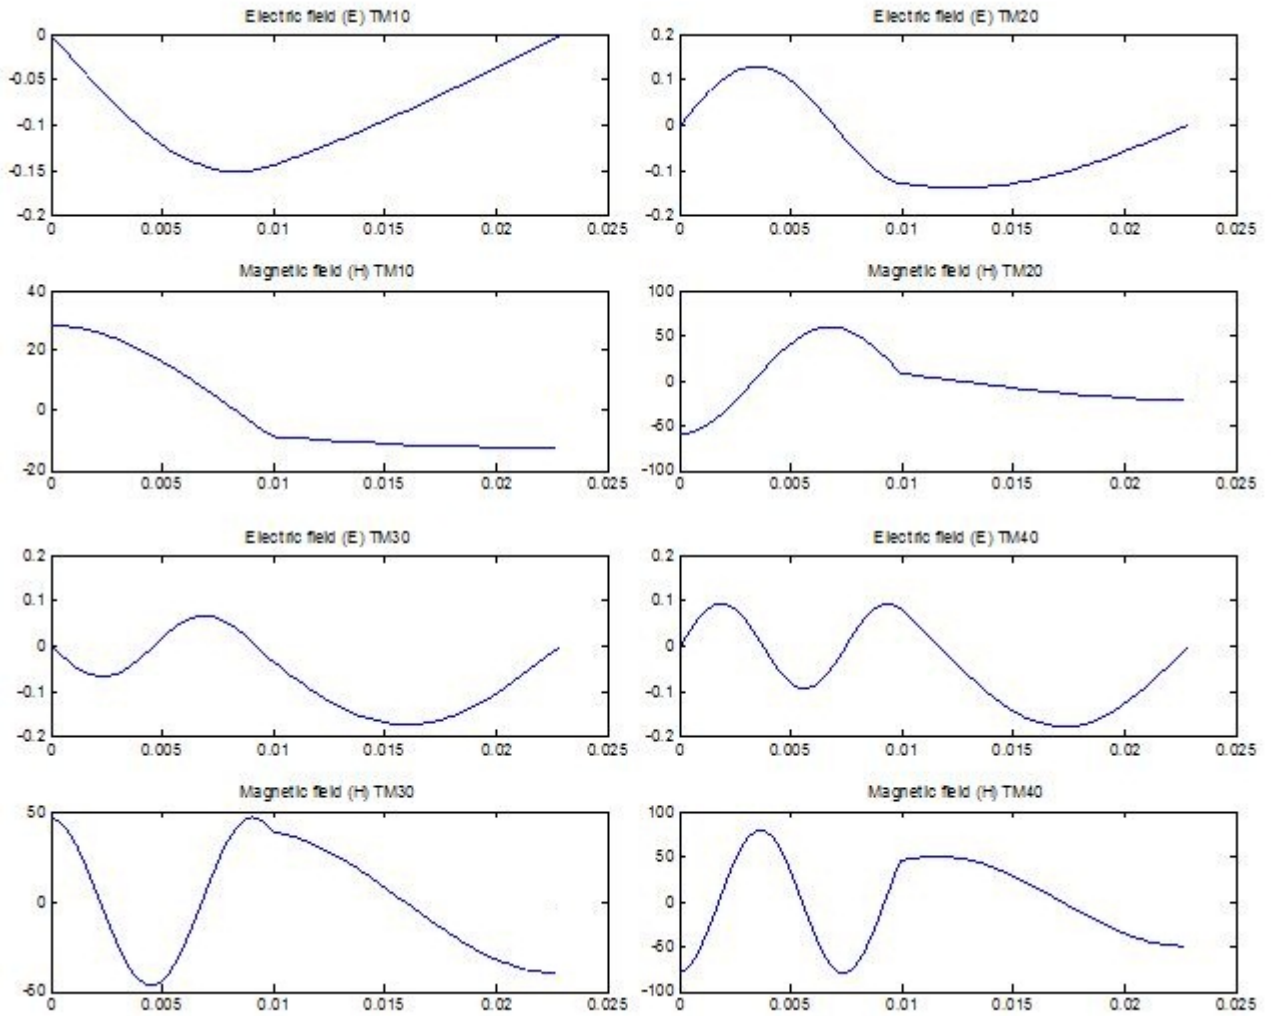 Electric field (E) TM10
0
-0.05
-0.1
-0.15
-0.2
0 0.005 0.01 0.015 0.02 0.025
Electric field (E) TM20
0.2
0.1
0
-0.1
-0.2
0 0.005 0.01 0.015 0.02 0.025
Magnetic field (H) TM10
40
20
0
-20
0 0.005 0.01 0.015 0.02 0.025
Magnetic field (H) TM20
100
50
0
-50
-100
0 0.005 0.01 0.015 0.02 0.025
Electric field (E) TM30
0.2
0.1
0
-0.1
-0.2
0 0.005 0.01 0.015 0.02 0.025
Electric field (E) TM40
0.2
0.1
0
-0.1
-0.2
0 0.005 0.01 0.015 0.02 0.025
Magnetic field (H) TM30
50
0
-50
0 0.005 0.01 0.015 0.02 0.025
Magnetic field (H) TM40
100
50
0
-50
-100
0 0.005 0.01 0.015 0.02 0.025